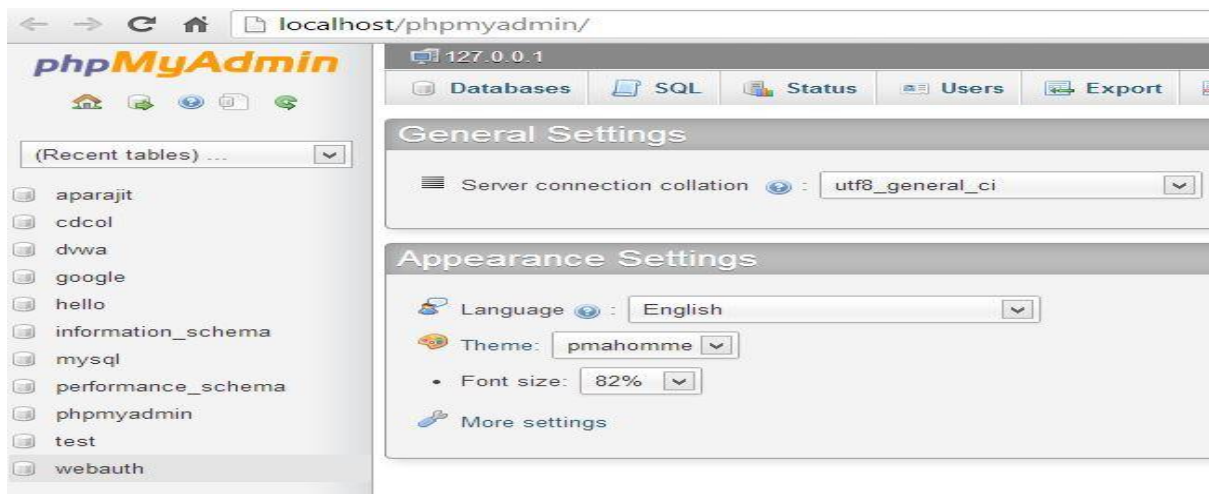 localhost/phpmyadmin/
phpMyAdmin
(Recent tables) ...
aparajit
cdcol
dvwa
google
hello
information_schema
mysql
performance_schema
phpmyadmin
test
webauth
127.0.0.1
Databases SQL Status Users Export
General Settings
Server connection collation : utf8_general_ci
Appearance Settings
Language : English
Theme: pmahomme
• Font size: 82%
More settings